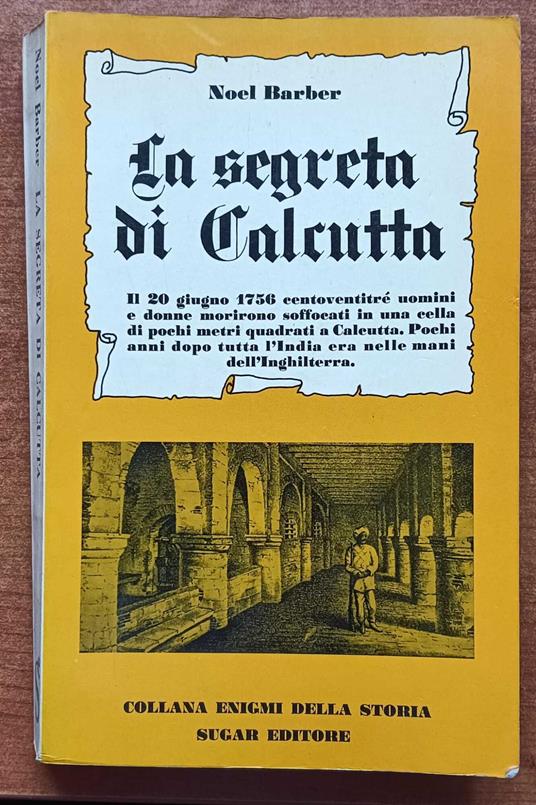 Noel Barber
La segreta
di Calcutta
Il 20 giugno 1756 centoventitré uomini
e donne morirono soffocati in una cella
di pochi metri quadrati a Calcutta. Pochi
anni dopo tutta l'India era nelle mani
dell'Inghilterra.
COLLANA ENIGMI DELLA STORIA
SUGAR EDITORE
Noel Barber LA SEGRETA DI CALCUTTA